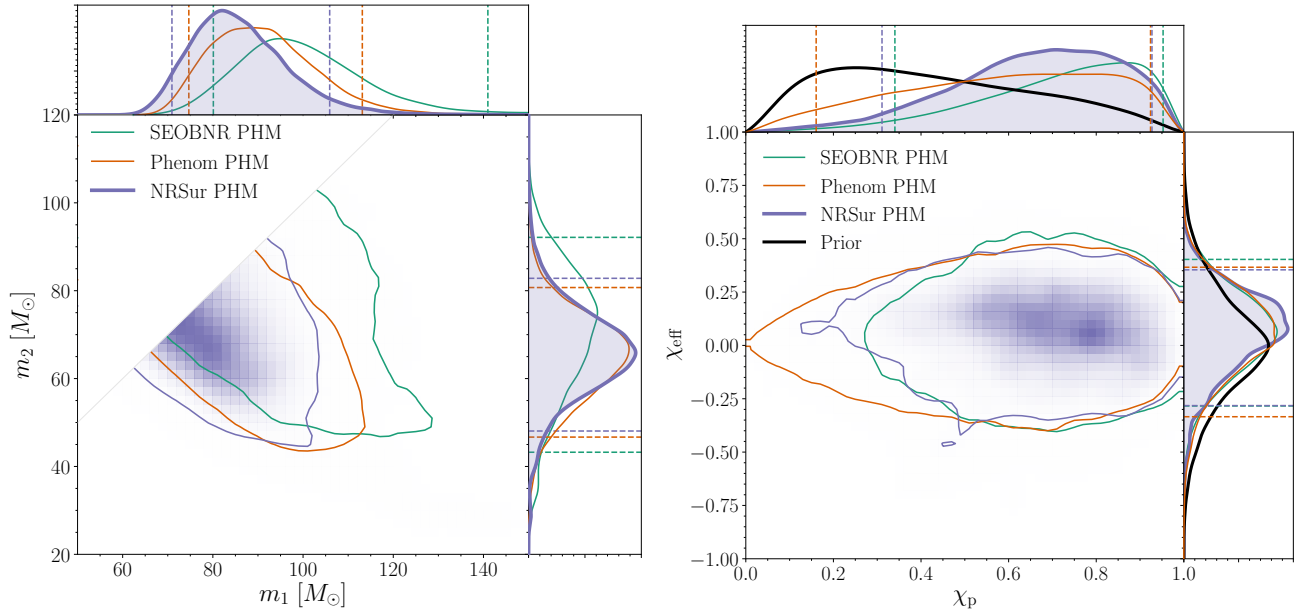 SEOBNR PHM
Phenom PHM
NRSur PHM
120
100
80
60
40
20
m₂ [M⊙]
60
80
100
120
140
m₁ [M⊙]
SEOBNR PHM
Phenom PHM
NRSur PHM
Prior
1.00
0.75
0.50
0.25
0.00
−0.25
−0.50
−0.75
−1.00
χeff
0.0
0.2
0.4
0.6
0.8
1.0
χp